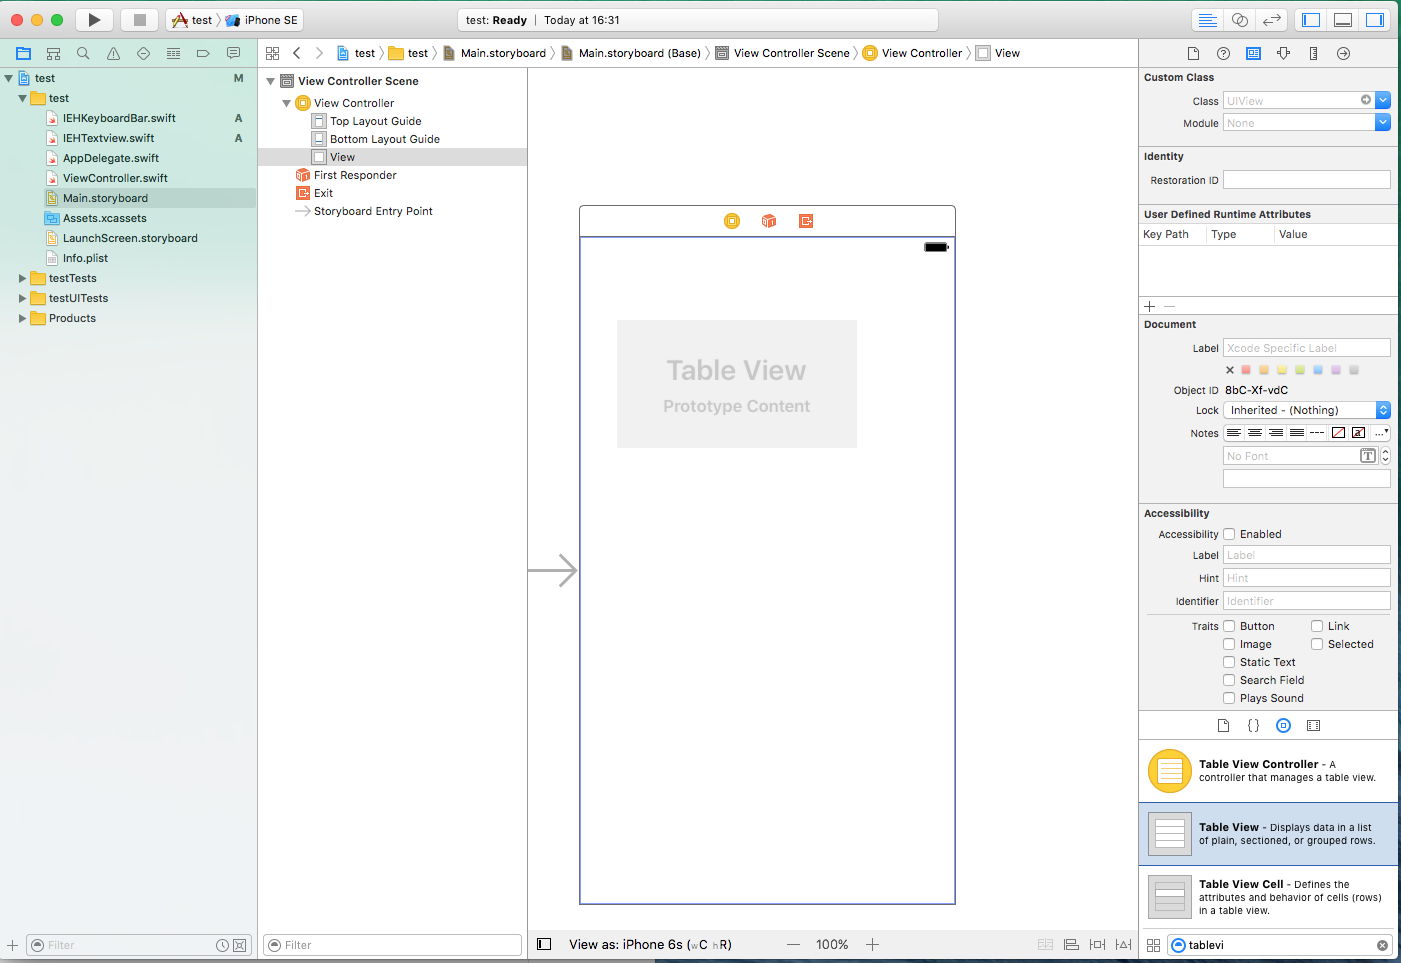 test
iPhone SE
test: Ready | Today at 16:31
test
test
Main.storyboard
Main.storyboard (Base)
View Controller Scene
View Controller
View
test
M
test
IEHKeyboardBar.swift
A
IEHTextview.swift
A
AppDelegate.swift
ViewController.swift
Main.storyboard
Assets.xcassets
LaunchScreen.storyboard
Info.plist
testTests
testUITests
Products
Filter
View Controller Scene
View Controller
Top Layout Guide
Bottom Layout Guide
View
First Responder
Exit
Storyboard Entry Point
Filter
Table View
Prototype Content
View as: iPhone 6s (wC hR)
100%
Custom Class
Class UIView
Module None
Identity
Restoration ID
User Defined Runtime Attributes
Key Path Type Value
Document
Label Xcode Specific Label
Object ID 8bC-Xf-vdC
Lock Inherited - (Nothing)
Notes
No Font
Accessibility
Accessibility Enabled
Label Label
Hint Hint
Identifier Identifier
Traits Button Link
Image Selected
Static Text
Search Field
Plays Sound
Table View Controller - A
controller that manages a table view.
Table View - Displays data in a list
of plain, sectioned, or grouped rows.
Table View Cell - Defines the
attributes and behavior of cells (rows)
in a table view.
tablevi